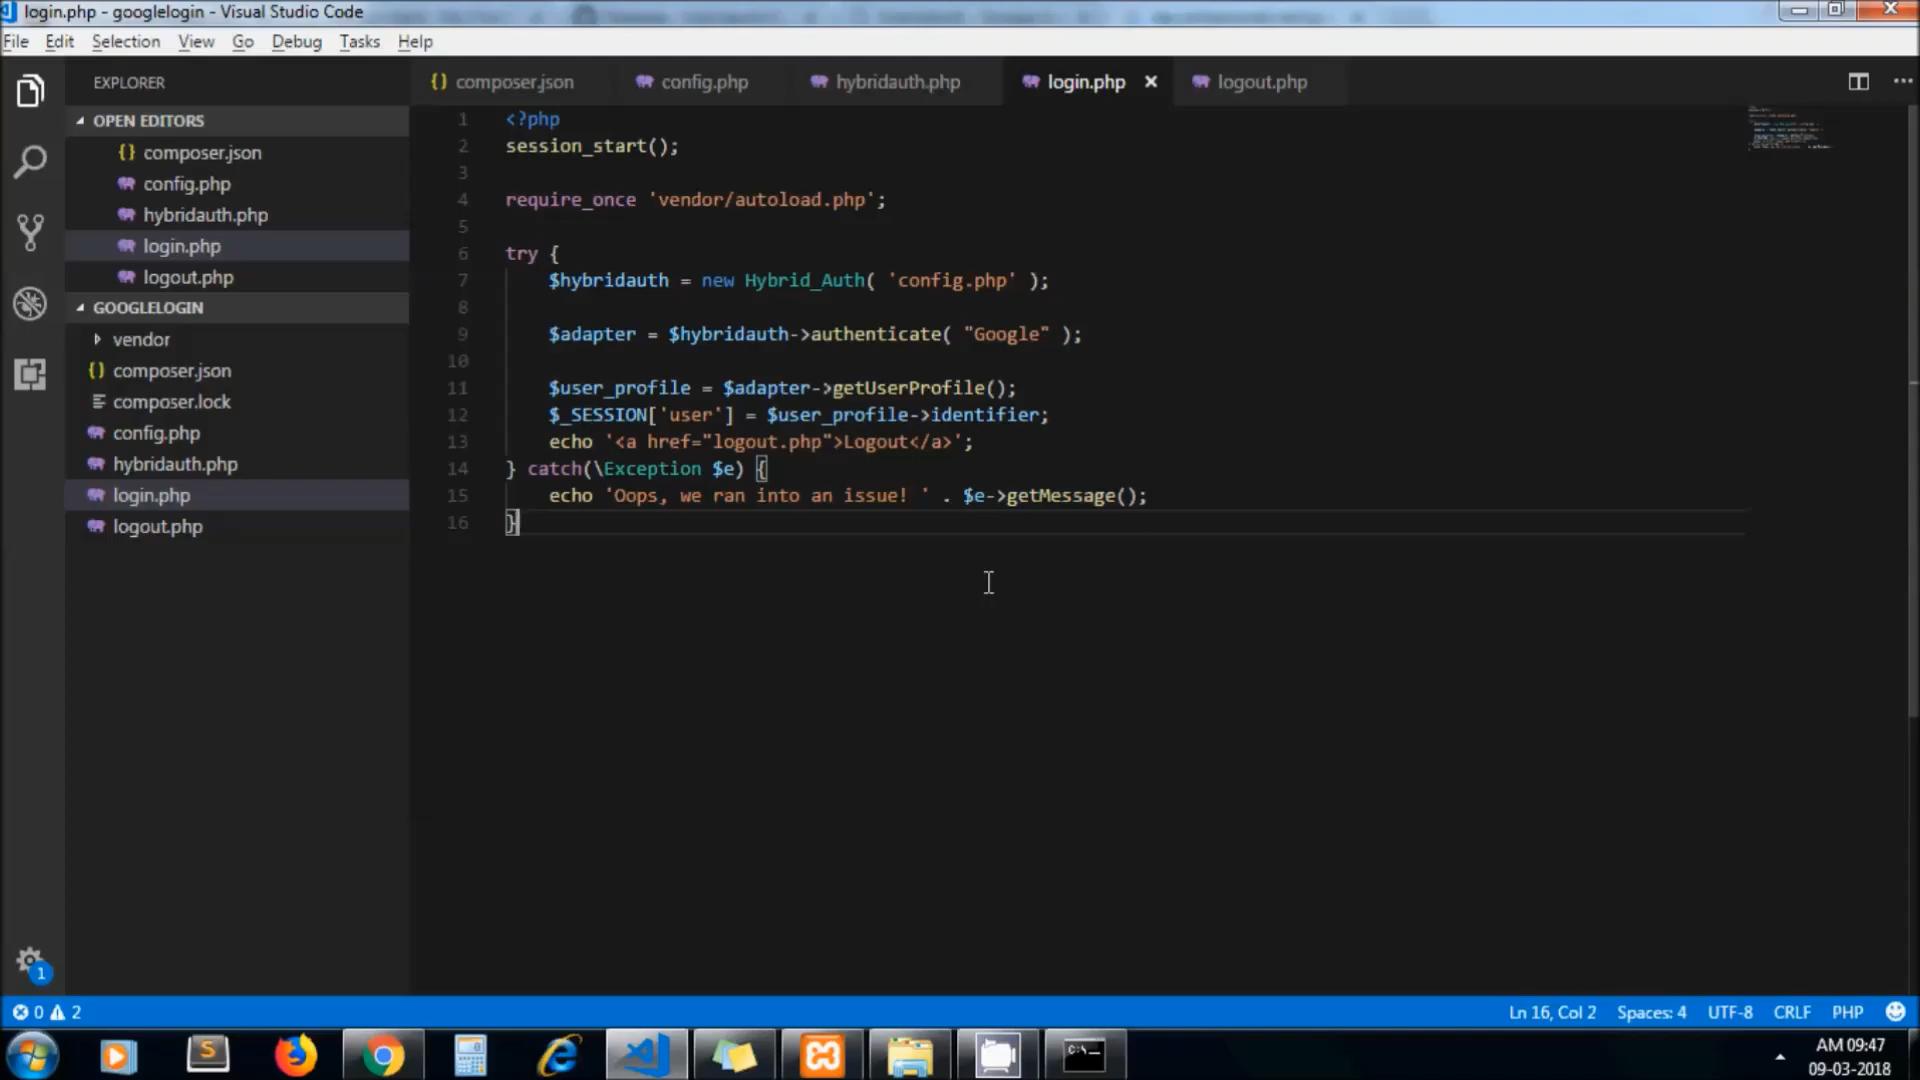 login.php - googlelogin - Visual Studio Code
File Edit Selection View Go Debug Tasks Help
EXPLORER
OPEN EDITORS
{} composer.json
config.php
hybridauth.php
login.php
logout.php
GOOGLELOGIN
vendor
{} composer.json
composer.lock
config.php
hybridauth.php
login.php
logout.php
{} composer.json config.php hybridauth.php login.php × logout.php
1 <?php
2 session_start();
3
4 require_once 'vendor/autoload.php';
5
6 try {
7 $hybridauth = new Hybrid_Auth( 'config.php' );
8
9 $adapter = $hybridauth->authenticate( "Google" );
10
11 $user_profile = $adapter->getUserProfile();
12 $_SESSION['user'] = $user_profile->identifier;
13 echo '<a href="logout.php">Logout</a>';
14 } catch(\Exception $e) {
15 echo 'Oops, we ran into an issue! ' . $e->getMessage();
16 }
1
0 2
Ln 16, Col 2 Spaces: 4 UTF-8 CRLF PHP
S
C:\_
AM 09:47
09-03-2018